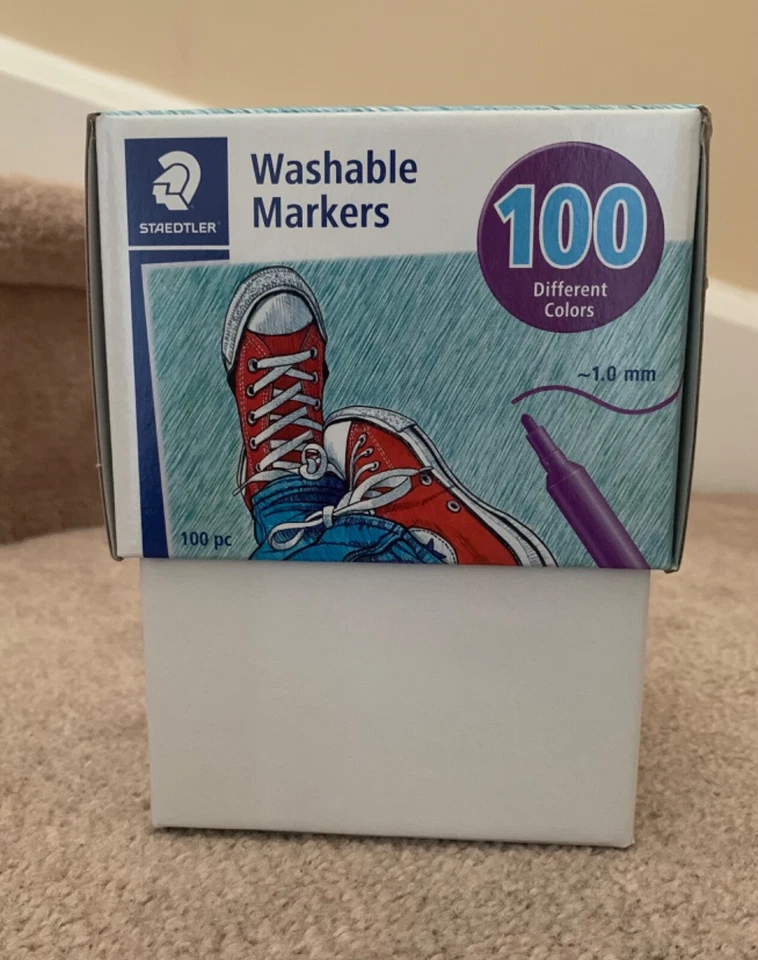 STAEDTLER
Washable
Markers
100
Different
Colors
~1.0 mm
100 pc